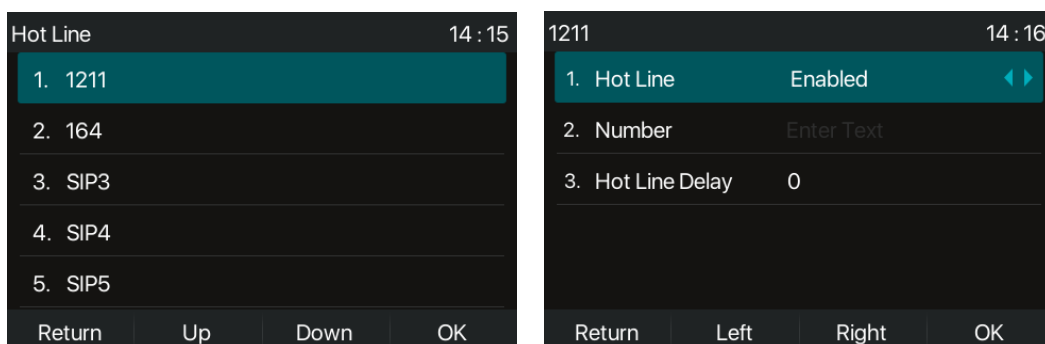 Hot Line 14 : 15
1. 1211
2. 164
3. SIP3
4. SIP4
5. SIP5
Return Up Down OK
1211 14 : 16
1. Hot Line Enabled
2. Number Enter Text
3. Hot Line Delay 0
Return Left Right OK